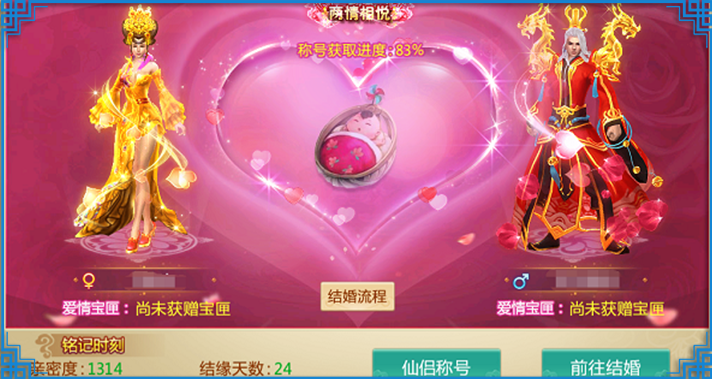 两情相悦
称号获取进度:83%
结婚流程
爱情宝匣：尚未获赠宝匣
爱情宝匣：尚未获赠宝匣
铭记时刻
亲密度:1314
结缘天数:24
仙侣称号
前往结婚